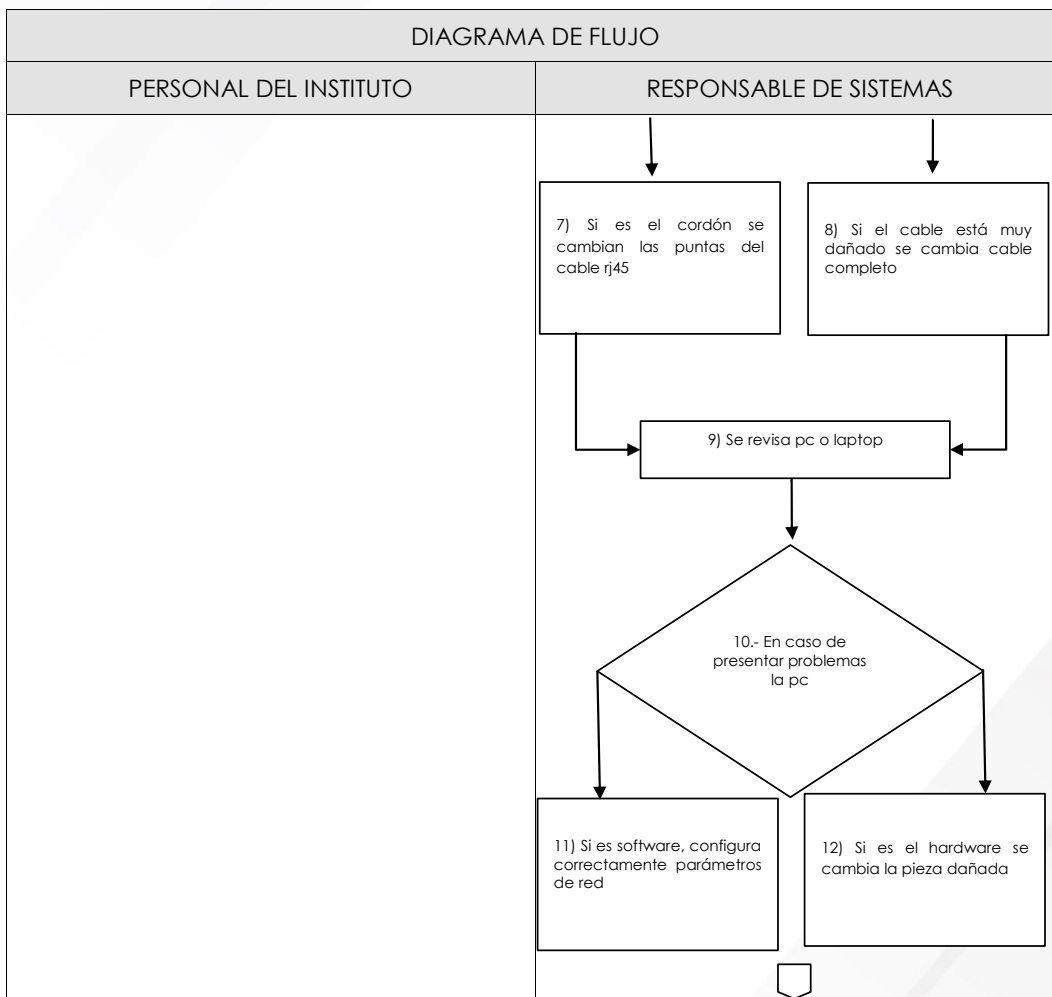 DIAGRAMA DE FLUJO
PERSONAL DEL INSTITUTO
RESPONSABLE DE SISTEMAS
7) Si es el cordón se
cambian las puntas del
cable rj45
8) Si el cable está muy
dañado se cambia cable
completo
9) Se revisa pc o laptop
10.- En caso de
presentar problemas
la pc
11) Si es software, configura
correctamente parámetros
de red
12) Si es el hardware se
cambia la pieza dañada